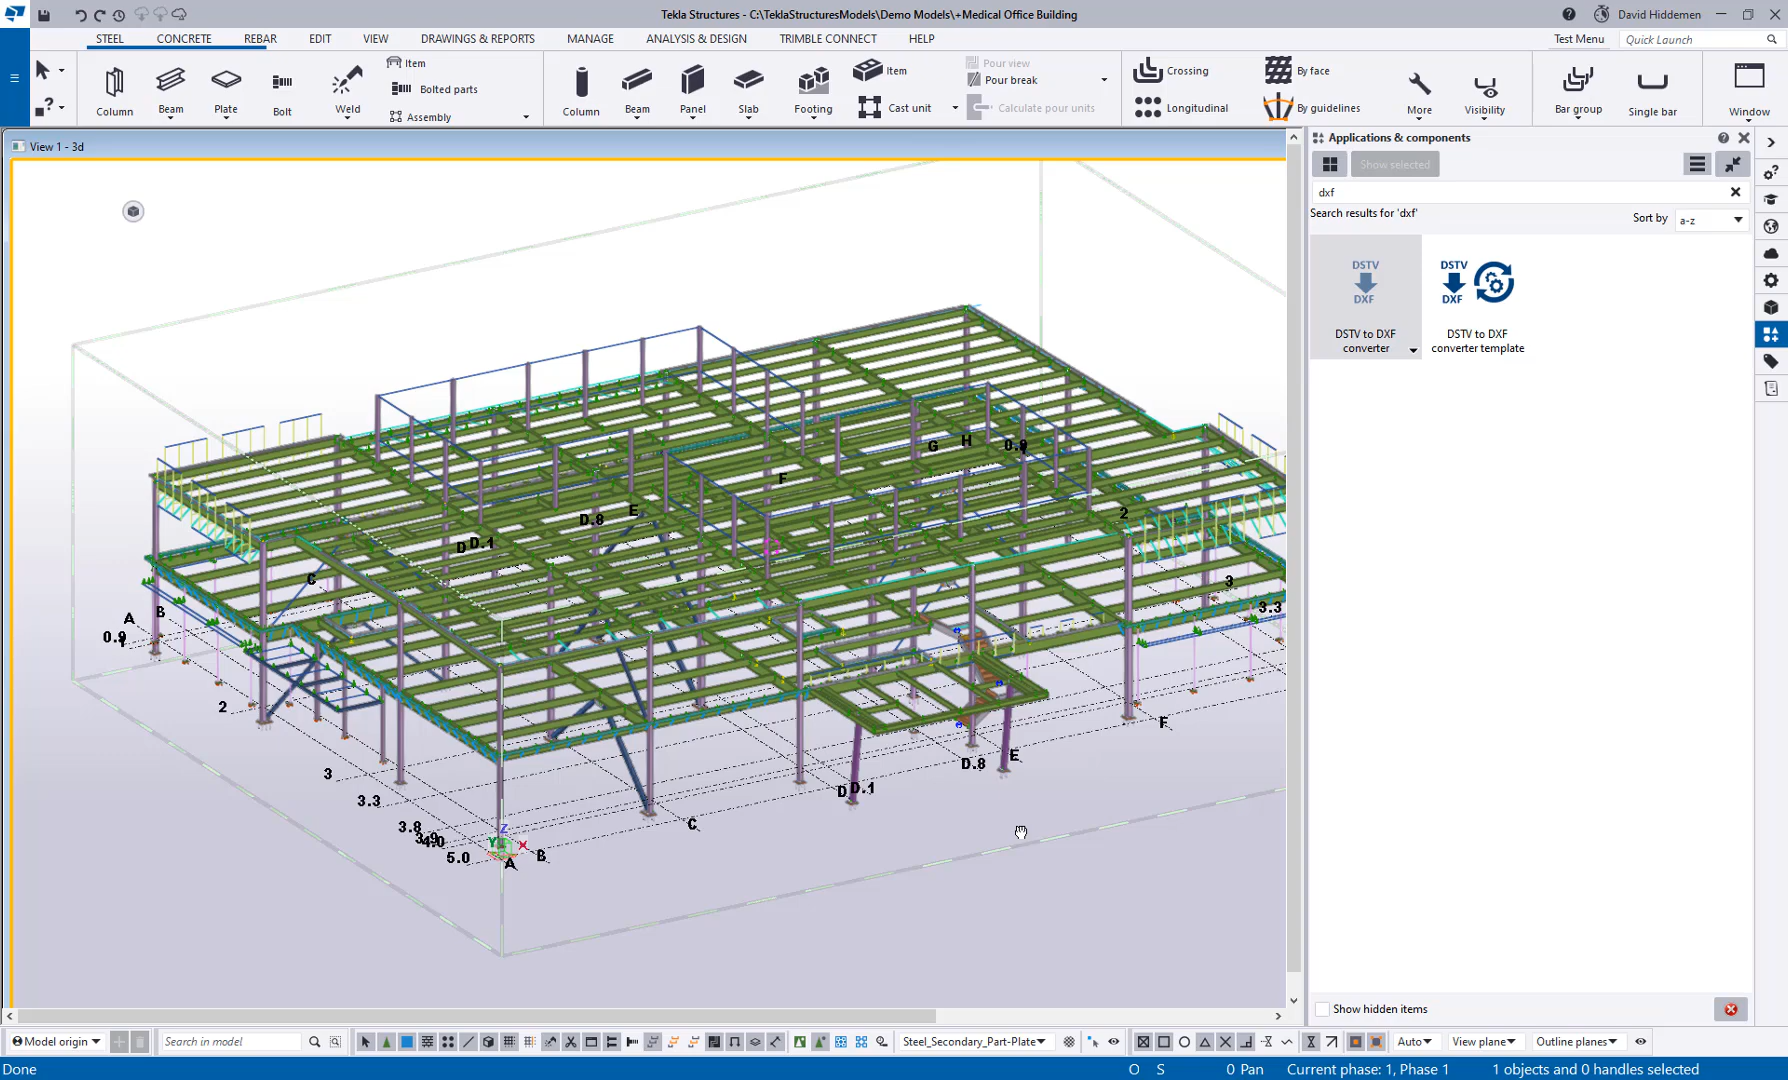 Tekla Structures - C:\TeklaStructuresModels\Demo Models\+Medical Office Building
David Hiddemen
STEEL CONCRETE REBAR EDIT VIEW DRAWINGS & REPORTS MANAGE ANALYSIS & DESIGN TRIMBLE CONNECT HELP
Test Menu Quick Launch
Column Beam Plate Bolt Weld
Item
Bolted parts
Assembly
Column Beam Panel Slab Footing
Item
Cast unit
Pour view
Pour break
Calculate pour units
Crossing
Longitudinal
By face
By guidelines
More Visibility
Bar group Single bar
Window
View 1 - 3d
Applications & components
Show selected
dxf
Search results for 'dxf'
Sort by a-z
DSTV
DXF
DSTV to DXF
converter
DSTV
DXF
DSTV to DXF
converter template
G H 0.9
F
2
D.8 E
D D.1
C
3
3.3
A B
0.9
2
F
3
E
D.8
D D.1
3.3
C
3.8
4.0
5.0
A B
Z
Y
X
Show hidden items
Model origin
Search in model
Steel_Secondary_Part-Plate
Auto View plane Outline planes
Done
O S 0 Pan Current phase: 1, Phase 1 1 objects and 0 handles selected